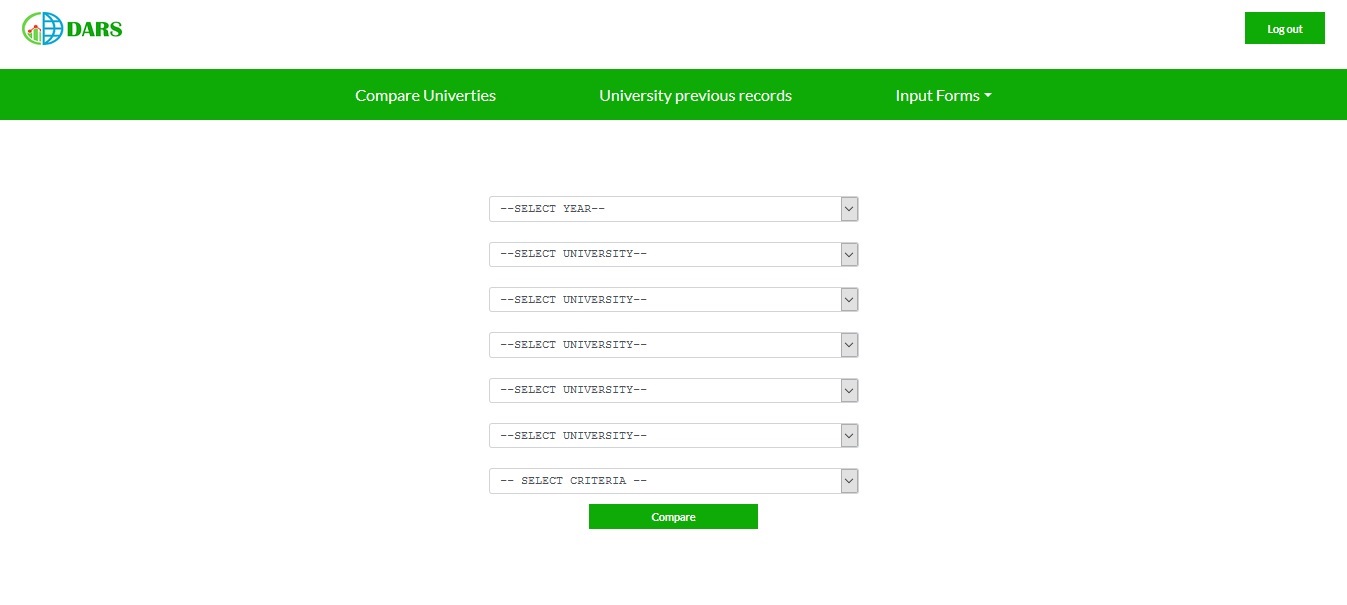 DARS
Log out
Compare Univerties
University previous records
Input Forms
--SELECT YEAR--
--SELECT UNIVERSITY--
--SELECT UNIVERSITY--
--SELECT UNIVERSITY--
--SELECT UNIVERSITY--
--SELECT UNIVERSITY--
-- SELECT CRITERIA --
Compare